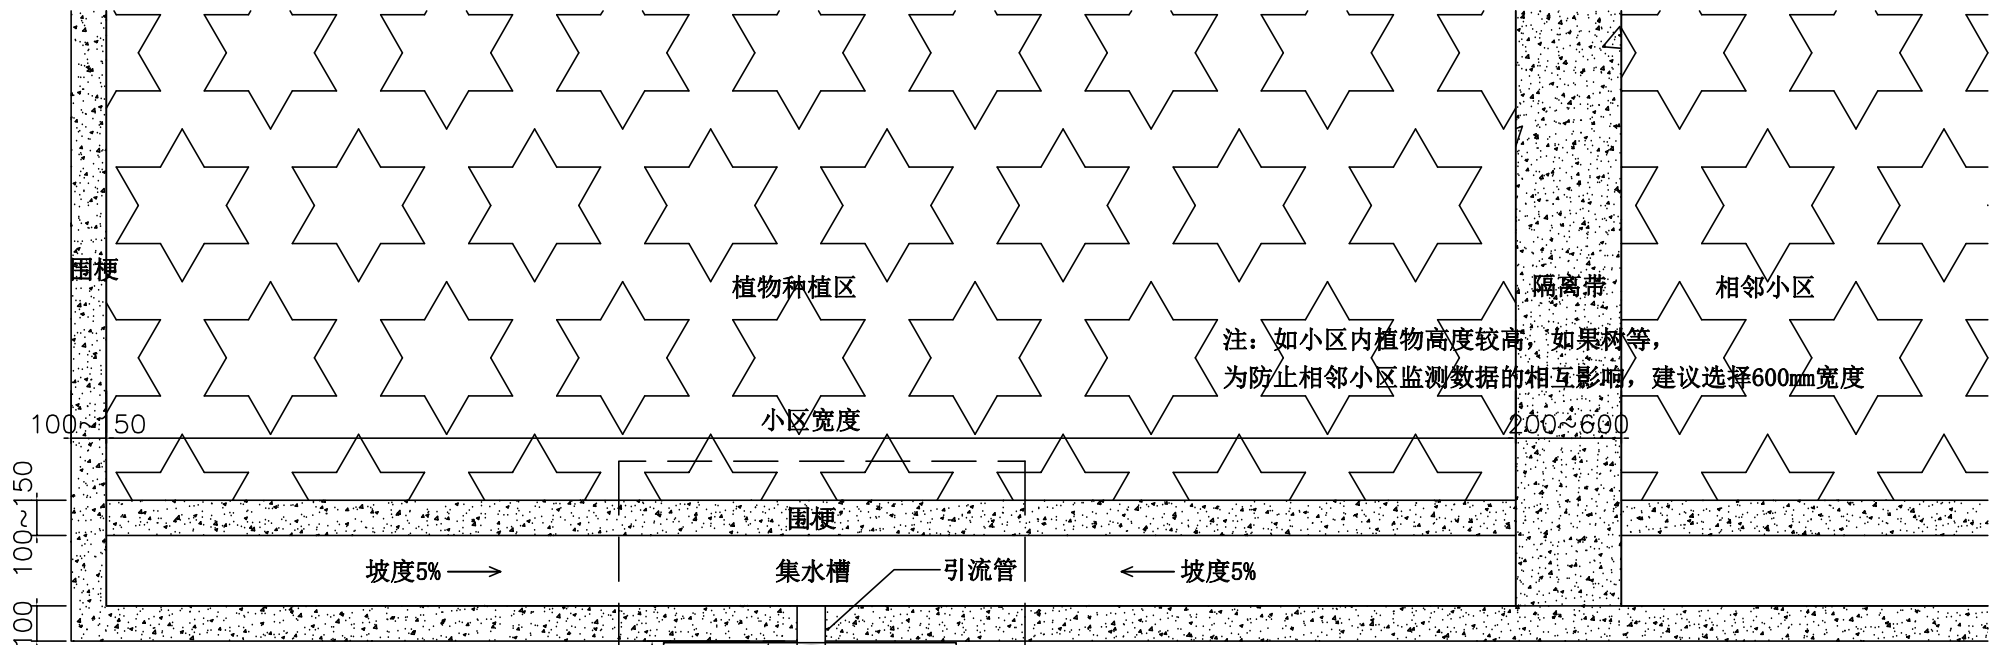 围梗
植物种植区
隔离带
相邻小区
注：如小区内植物高度较高，如果树等，
为防止相邻小区监测数据的相互影响，建议选择600mm宽度
100~150
小区宽度
200~600
100~150
围梗
坡度5%
集水槽
引流管
坡度5%
100